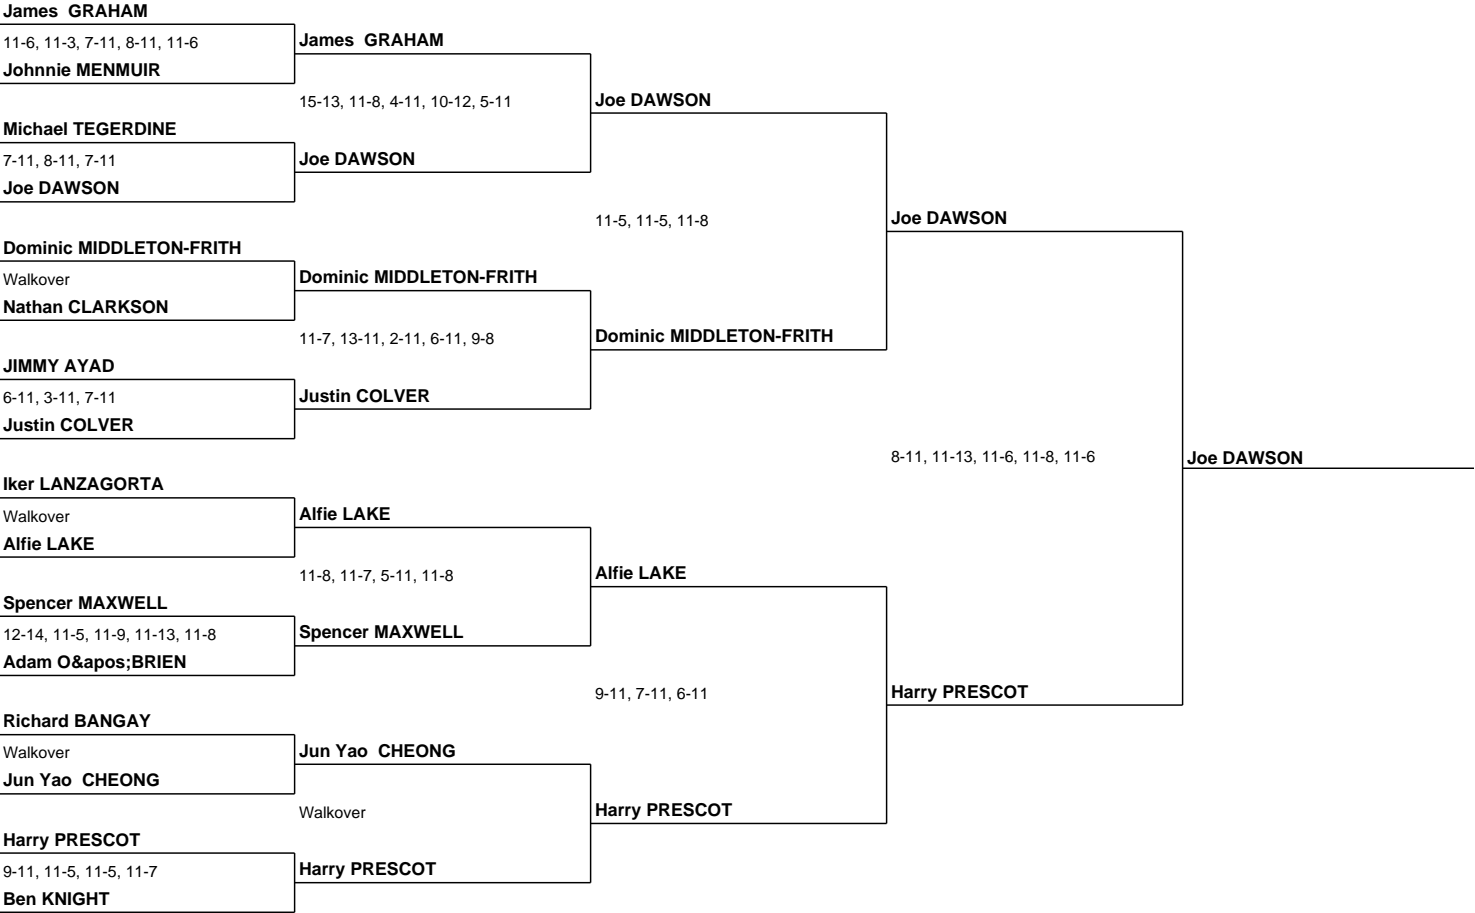 James  GRAHAM
11-6, 11-3, 7-11, 8-11, 11-6
Johnnie MENMUIR
Michael TEGERDINE
7-11, 8-11, 7-11
Joe DAWSON
Dominic MIDDLETON-FRITH
Walkover
Nathan CLARKSON
JIMMY AYAD
6-11, 3-11, 7-11
Justin COLVER
Iker LANZAGORTA
Walkover
Alfie LAKE
Spencer MAXWELL
12-14, 11-5, 11-9, 11-13, 11-8
Adam O&apos;BRIEN
Richard BANGAY
Walkover
Jun Yao  CHEONG
Harry PRESCOT
9-11, 11-5, 11-5, 11-7
Ben KNIGHT
James  GRAHAM
15-13, 11-8, 4-11, 10-12, 5-11
Joe DAWSON
Dominic MIDDLETON-FRITH
11-7, 13-11, 2-11, 6-11, 9-8
Justin COLVER
Alfie LAKE
11-8, 11-7, 5-11, 11-8
Spencer MAXWELL
Jun Yao  CHEONG
Walkover
Harry PRESCOT
Joe DAWSON
11-5, 11-5, 11-8
Dominic MIDDLETON-FRITH
Alfie LAKE
9-11, 7-11, 6-11
Harry PRESCOT
Joe DAWSON
8-11, 11-13, 11-6, 11-8, 11-6
Harry PRESCOT
Joe DAWSON